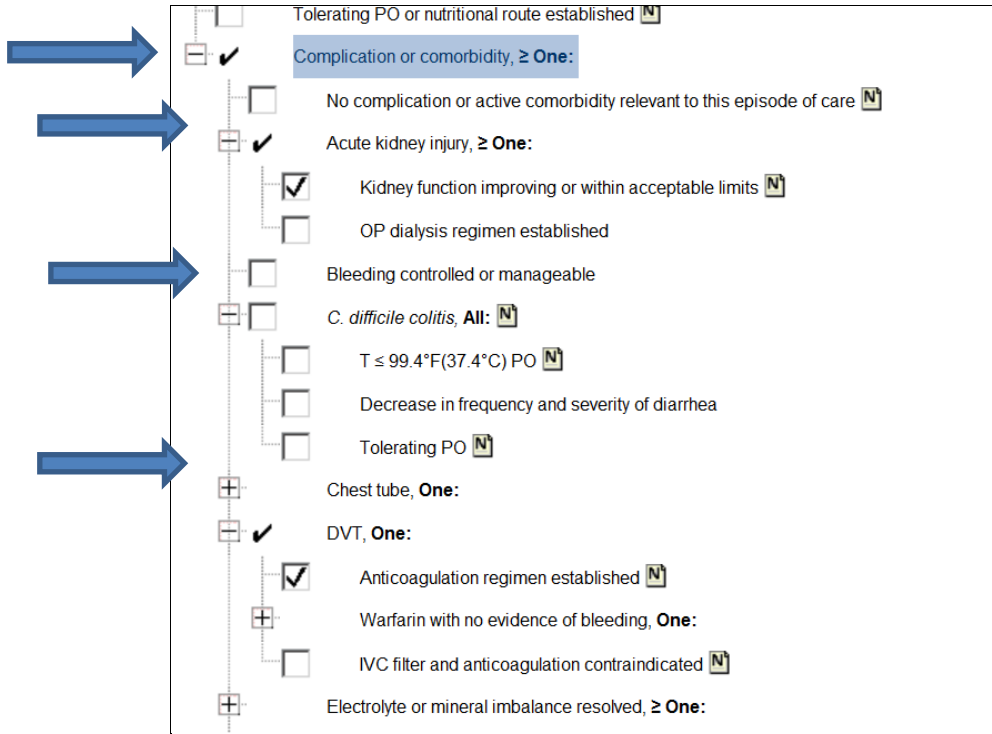 Tolerating PO or nutritional route established N
Complication or comorbidity, ≥ One:
No complication or active comorbidity relevant to this episode of care N
Acute kidney injury, ≥ One:
Kidney function improving or within acceptable limits N
OP dialysis regimen established
Bleeding controlled or manageable
C. difficile colitis, All: N
T ≤ 99.4°F(37.4°C) PO N
Decrease in frequency and severity of diarrhea
Tolerating PO N
Chest tube, One:
DVT, One:
Anticoagulation regimen established N
Warfarin with no evidence of bleeding, One:
IVC filter and anticoagulation contraindicated N
Electrolyte or mineral imbalance resolved, ≥ One: